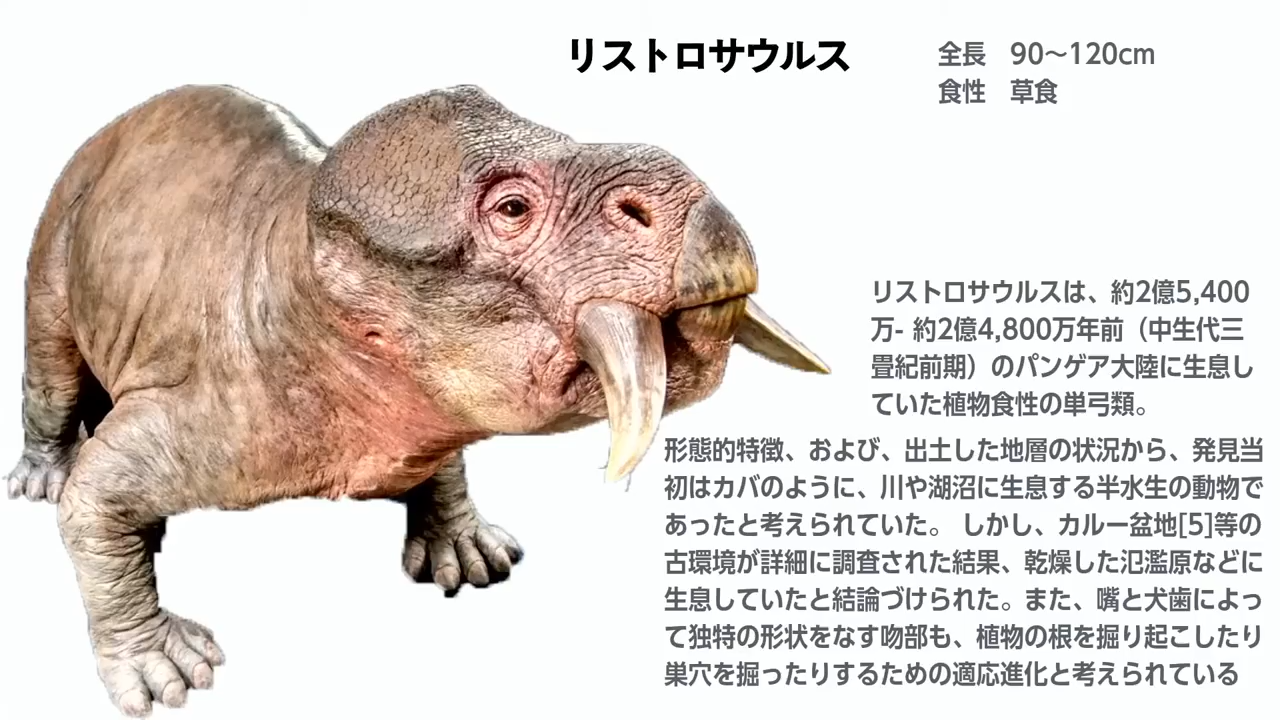 リストロサウルス
全長 90～120cm
食性 草食
リストロサウルスは、約2億5,400
万- 約2億4,800万年前（中生代三
畳紀前期）のパンゲア大陸に生息し
ていた植物食性の単弓類。
形態的特徴、および、出土した地層の状況から、発見当
初はカバのように、川や湖沼に生息する半水生の動物で
あったと考えられていた。 しかし、カルー盆地[5]等の
古環境が詳細に調査された結果、乾燥した氾濫原などに
生息していたと結論づけられた。また、嘴と犬歯によっ
て独特の形状をなす吻部も、植物の根を掘り起こしたり
巣穴を掘ったりするための適応進化と考えられている